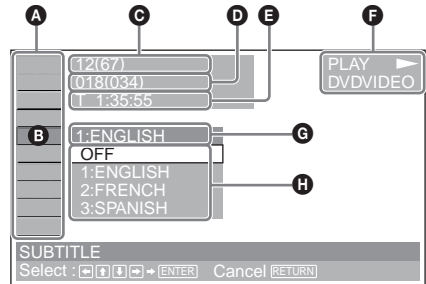 A C D E F
12(67)
018(034)
T 1:35:55
PLAY
DVDVIDEO
B
1:ENGLISH G
OFF
1:ENGLISH
2:FRENCH
3:SPANISH
H
SUBTITLE
Select : ←↑↓→ → ENTER Cancel RETURN